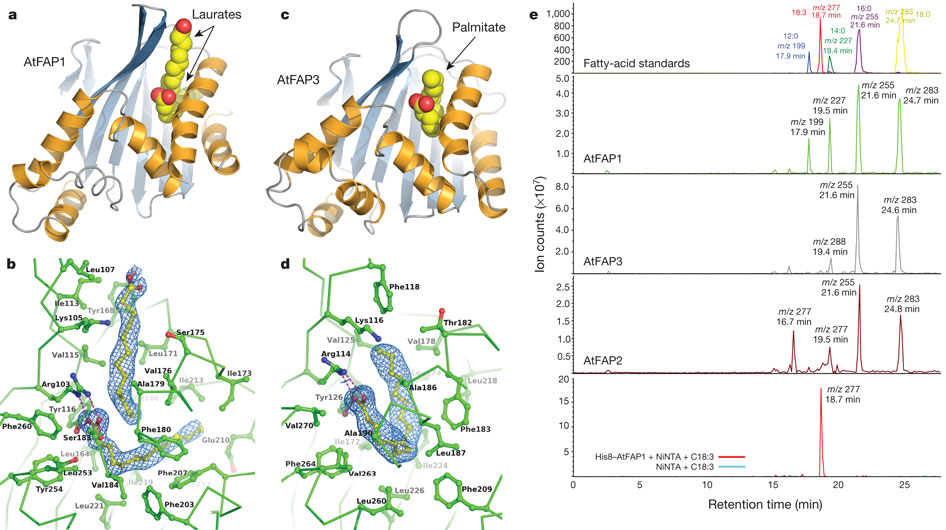 a
Laurates
AtFAP1
c
Palmitate
AtFAP3
b
Leu107
Ile113
Tyr168
Lys105
Ser175
Val115
Leu171
Val176
Ile173
Arg103
Ala179
Ile213
Tyr116
Phe260
Ser183
Phe180
Glu210
Leu164
Leu253
Val184
Ile219
Phe207
Tyr254
Leu221
Phe203
d
Phe118
Lys116
Thr182
Val125
Val178
Arg114
Leu218
Tyr126
Ala186
Val270
Ala190
Phe183
Ile172
Leu187
Phe264
Val263
Ile224
Leu226
Phe209
Leu260
e
18:3
m/z 277
18.7 min
16:0
m/z 255
21.6 min
m/z 283
24.7 min
18:0
12:0
m/z 199
17.9 min
14:0
m/z 227
19.4 min
1,000
800
600
400
200
Fatty-acid standards
5.0
4.0
3.0
2.0
1.0
m/z 199
17.9 min
m/z 227
19.5 min
m/z 255
21.6 min
m/z 283
24.7 min
AtFAP1
8.0
6.0
4.0
2.0
m/z 255
21.6 min
m/z 283
24.6 min
m/z 288
19.4 min
AtFAP3
2.5
2.0
1.5
1.0
0.5
m/z 277
16.7 min
m/z 277
19.5 min
m/z 255
21.6 min
m/z 283
24.8 min
AtFAP2
20
15
10
5
m/z 277
18.7 min
His8–AtFAP1 + NiNTA + C18:3
NiNTA + C18:3
0
5
10
15
20
25
Retention time (min)
Ion counts (×10⁷)